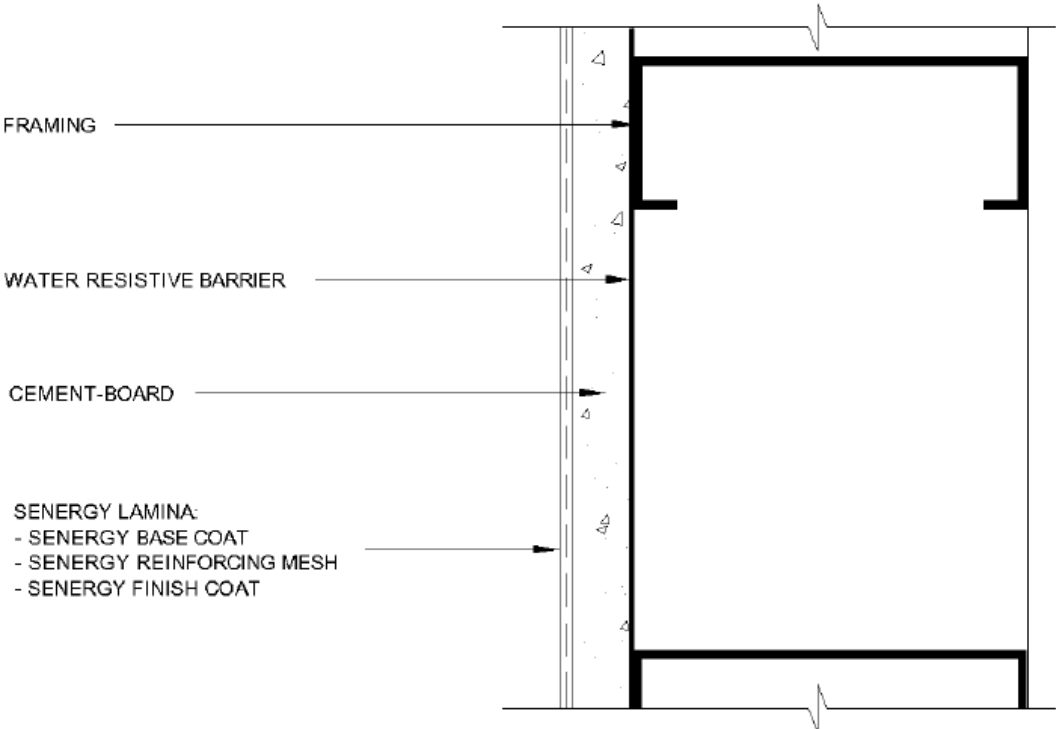 FRAMING
WATER RESISTIVE BARRIER
CEMENT-BOARD
SENERGY LAMINA:
- SENERGY BASE COAT
- SENERGY REINFORCING MESH
- SENERGY FINISH COAT